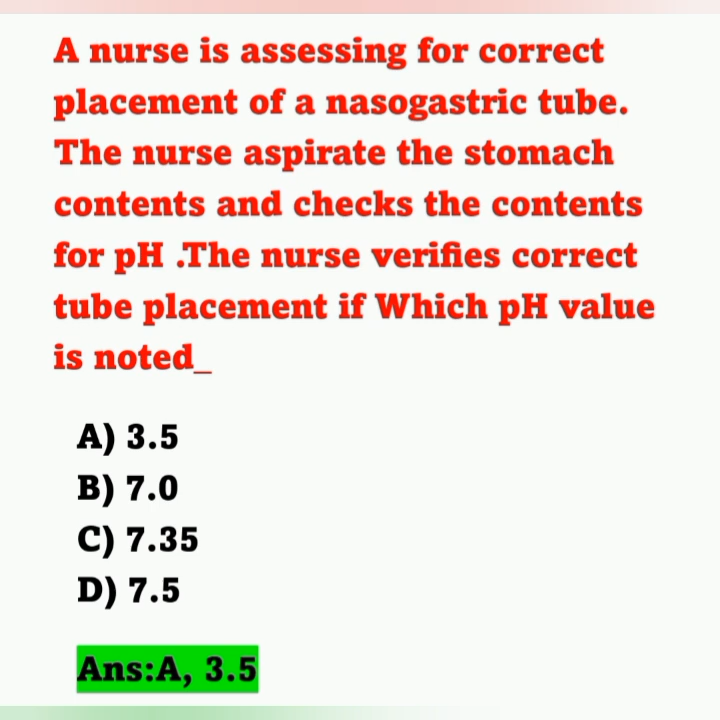 A nurse is assessing for correct
placement of a nasogastric tube.
The nurse aspirate the stomach
contents and checks the contents
for pH .The nurse verifies correct
tube placement if Which pH value
is noted_
A) 3.5
B) 7.0
C) 7.35
D) 7.5
Ans:A, 3.5